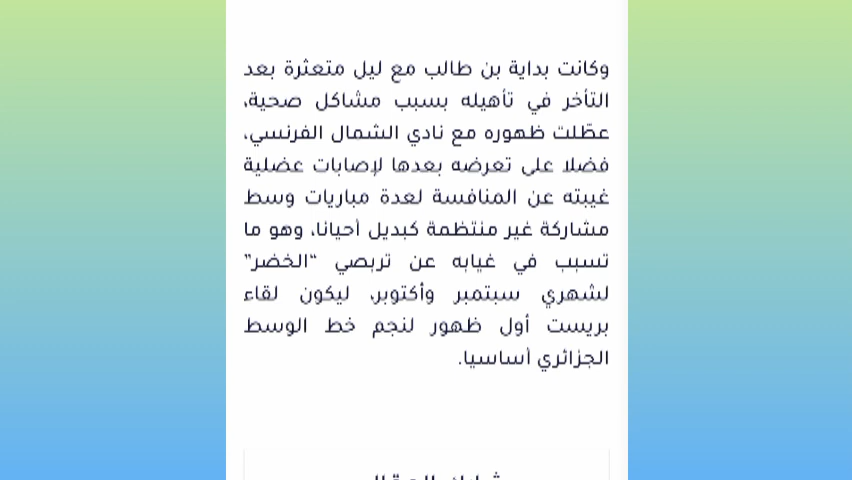 وكانت بداية بن طالب مع ليل متعثرة بعد
التأخر في تأهيله بسبب مشاكل صحية،
عطّلت ظهوره مع نادي الشمال الفرنسي،
فضلا على تعرضه بعدها لإصابات عضلية
غيبته عن المنافسة لعدة مباريات وسط
مشاركة غير منتظمة كبديل أحيانا، وهو ما
تسبب في غيابه عن تربصي “الخضر”
لشهري سبتمبر وأكتوبر، ليكون لقاء
بريست أول ظهور لنجم خط الوسط
الجزائري أساسيا.